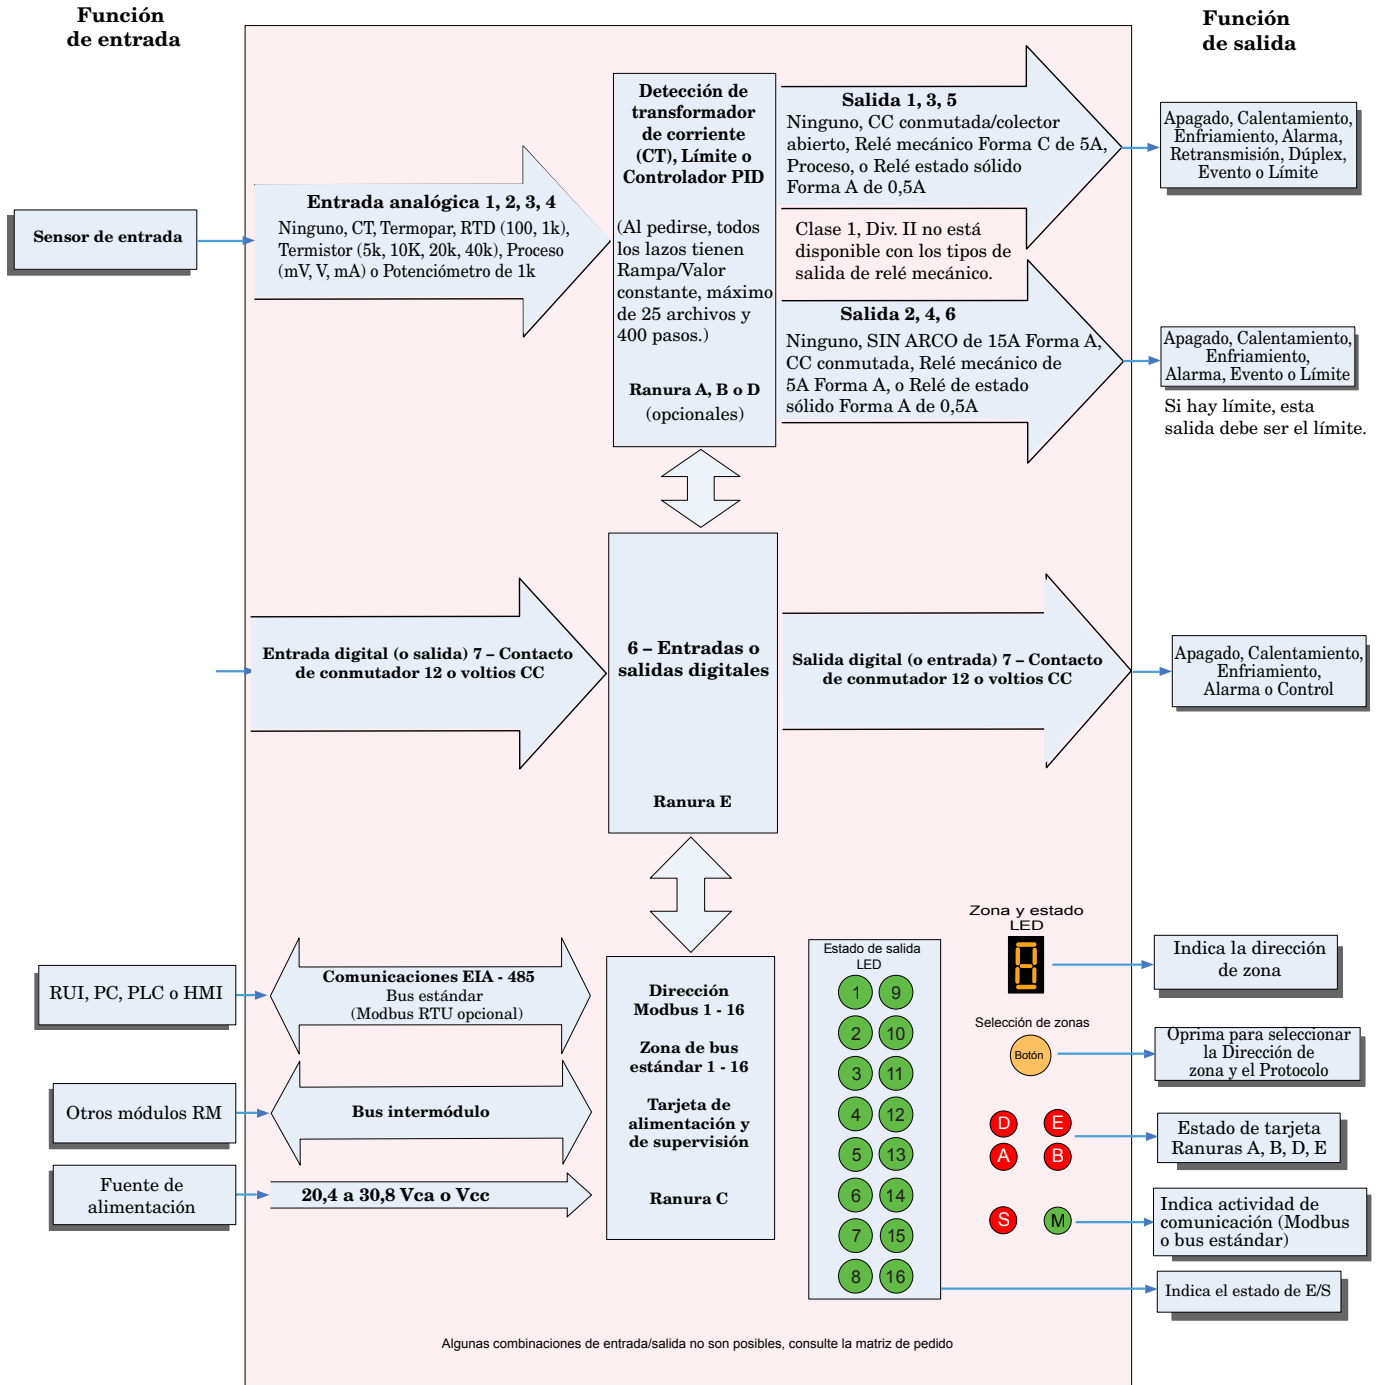 Función
de entrada
Función
de salida
Sensor de entrada
Entrada analógica 1, 2, 3, 4
Ninguno, CT, Termopar, RTD (100, 1k),
Termistor (5k, 10K, 20k, 40k), Proceso
(mV, V, mA) o Potenciómetro de 1k
Detección de
transformador
de corriente
(CT), Límite o
Controlador PID
(Al pedirse, todos
los lazos tienen
Rampa/Valor
constante, máximo
de 25 archivos y
400 pasos.)
Ranura A, B o D
(opcionales)
Salida 1, 3, 5
Ninguno, CC conmutada/colector
abierto, Relé mecánico Forma C de 5A,
Proceso, o Relé estado sólido
Forma A de 0,5A
Clase 1, Div. II no está
disponible con los tipos de
salida de relé mecánico.
Salida 2, 4, 6
Ninguno, SIN ARCO de 15A Forma A,
CC conmutada, Relé mecánico de
5A Forma A, o Relé de estado
sólido Forma A de 0,5A
Apagado, Calentamiento,
Enfriamiento, Alarma,
Retransmisión, Dúplex,
Evento o Límite
Apagado, Calentamiento,
Enfriamiento,
Alarma, Evento o Límite
Si hay límite, esta
salida debe ser el límite.
Entrada digital (o salida) 7 – Contacto
de conmutador 12 o voltios CC
6 – Entradas o
salidas digitales
Ranura E
Salida digital (o entrada) 7 – Contacto
de conmutador 12 o voltios CC
Apagado, Calentamiento,
Enfriamiento,
Alarma o Control
RUI, PC, PLC o HMI
Comunicaciones EIA - 485
Bus estándar
(Modbus RTU opcional)
Otros módulos RM
Bus intermódulo
Fuente de
alimentación
20,4 a 30,8 Vca o Vcc
Dirección
Modbus 1 - 16
Zona de bus
estándar 1 - 16
Tarjeta de
alimentación y
de supervisión
Ranura C
Estado de salida
LED
1 9
2 10
3 11
4 12
5 13
6 14
7 15
8 16
Zona y estado
LED
8
Selección de zonas
Botón
D E
A B
S M
Indica la dirección
de zona
Oprima para seleccionar
la Dirección de
zona y el Protocolo
Estado de tarjeta
Ranuras A, B, D, E
Indica actividad de
comunicación (Modbus
o bus estándar)
Indica el estado de E/S
Algunas combinaciones de entrada/salida no son posibles, consulte la matriz de pedido